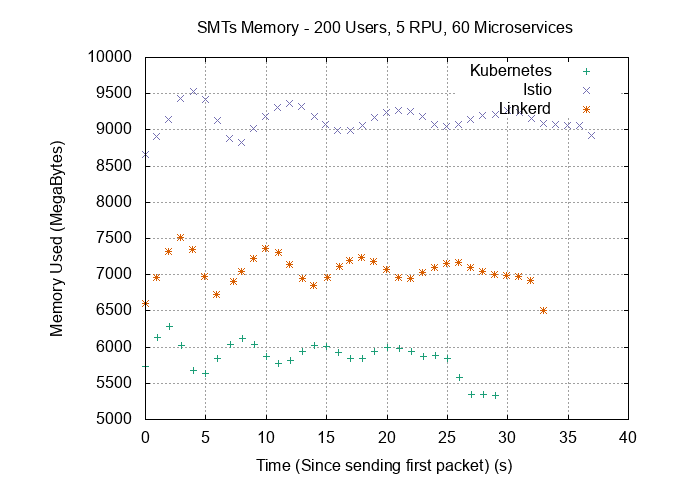 SMTs Memory - 200 Users, 5 RPU, 60 Microservices
10000
9500
9000
8500
8000
7500
7000
6500
6000
5500
5000
Memory Used (MegaBytes)
Kubernetes
Istio
Linkerd
0 5 10 15 20 25 30 35 40
Time (Since sending first packet) (s)